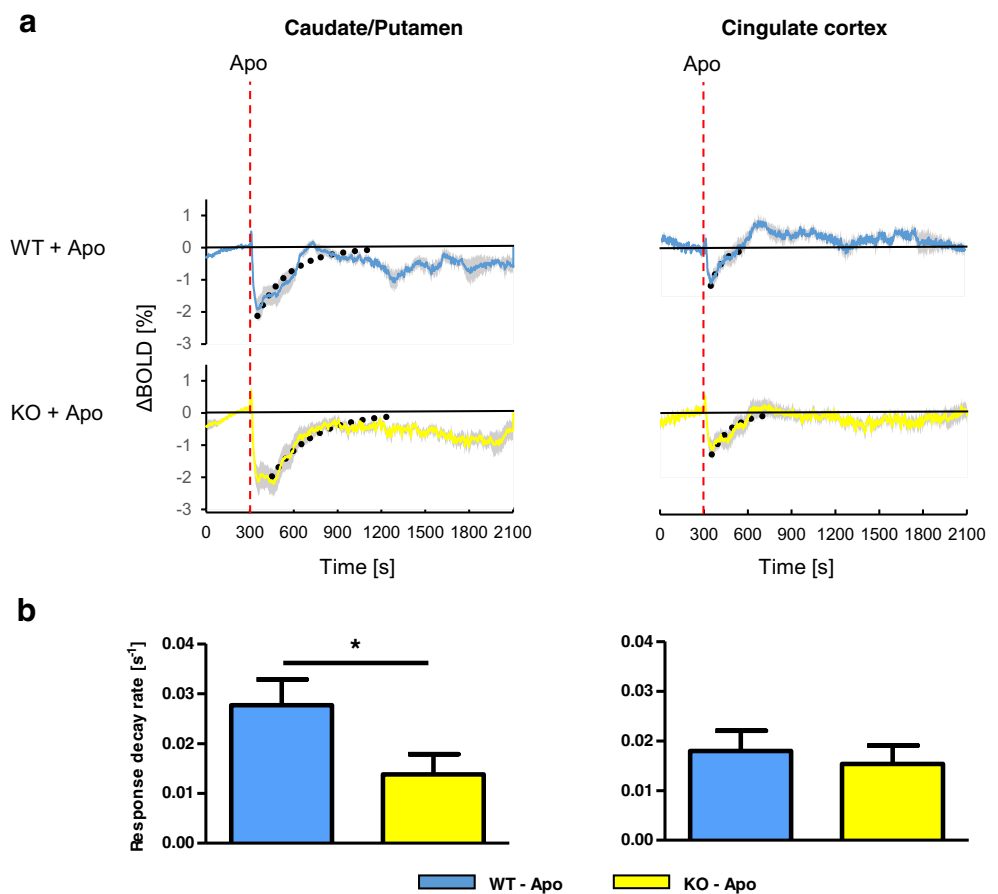 a
Caudate/Putamen
Cingulate cortex
Apo
Apo
WT + Apo
KO + Apo
ΔBOLD [%]
1
0
-1
-2
-3
1
0
-1
-2
-3
0 300 600 900 1200 1500 1800 2100
Time [s]
0 300 600 900 1200 1500 1800 2100
Time [s]
b
Response decay rate [s-1]
0.04
0.03
0.02
0.01
0.00
*
0.04
0.03
0.02
0.01
0.00
WT - Apo
KO - Apo